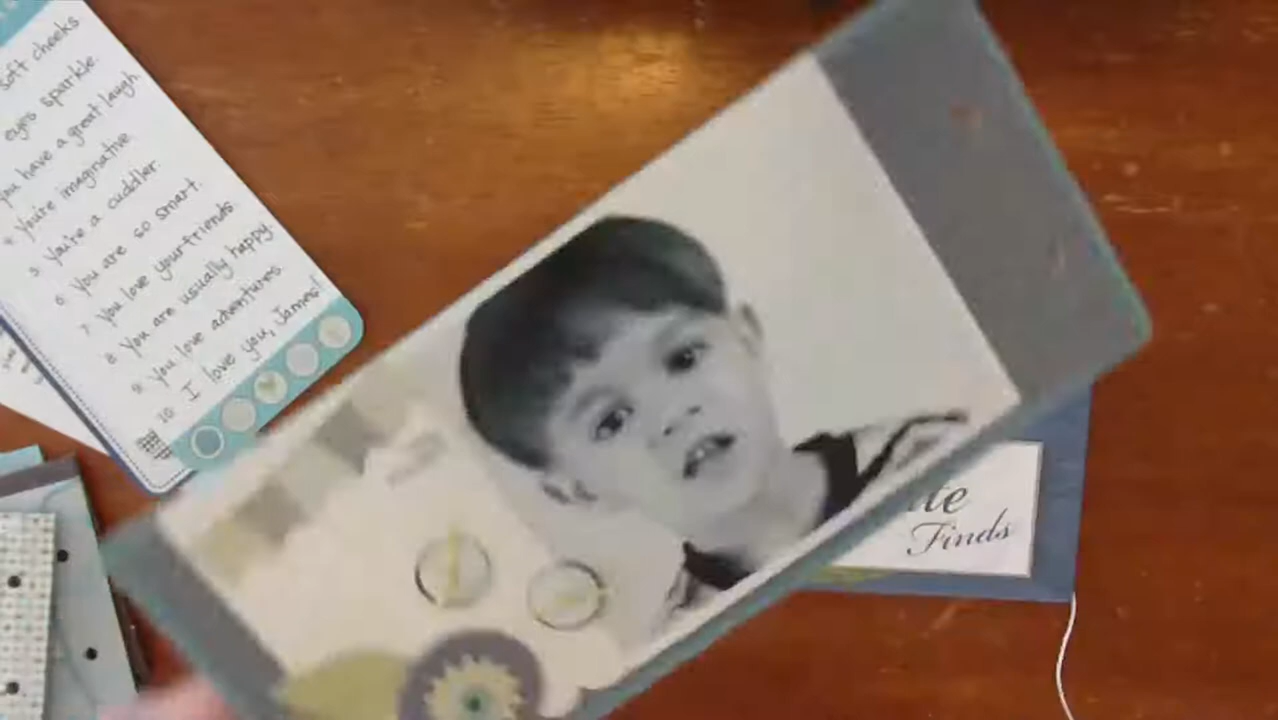 soft cheeks
eyes sparkle.
you have a great laugh.
4 You're imaginative
5 You're a cuddler
6 You are so smart.
7 You love your friends
8 You are usually happy.
9 You love adventures.
10 I love you, James!
Finds